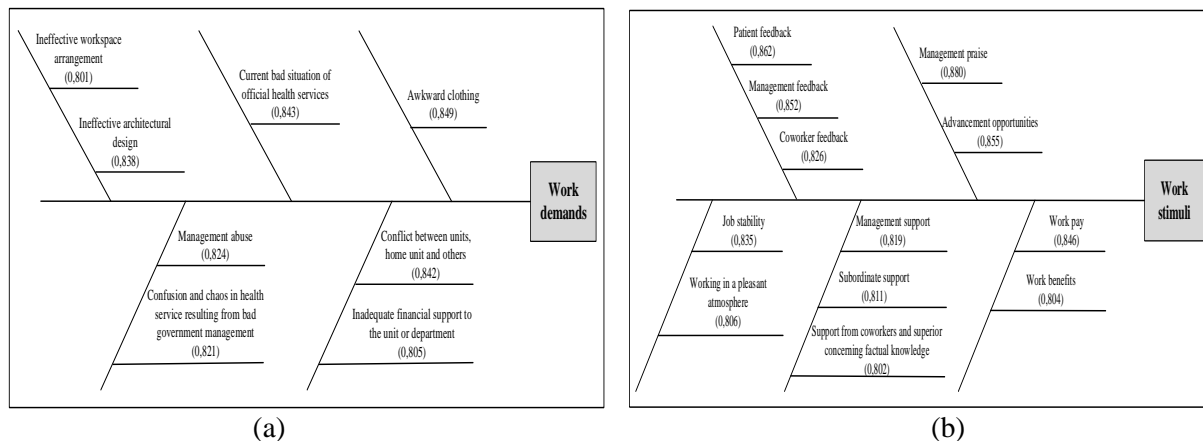 Ineffective workspace
arrangement
(0,801)
Ineffective architectural
design
(0,838)
Current bad situation of
official health services
(0,843)
Awkward clothing
(0,849)
Work
demands
Management abuse
(0,824)
Confusion and chaos in health
service resulting from bad
government management
(0,821)
Conflict between units,
home unit and others
(0,842)
Inadequate financial support to
the unit or department
(0,805)
(a)
Patient feedback
(0,862)
Management feedback
(0,852)
Coworker feedback
(0,826)
Management praise
(0,880)
Advancement opportunities
(0,855)
Work
stimuli
Job stability
(0,835)
Working in a pleasant
atmosphere
(0,806)
Management support
(0,819)
Subordinate support
(0,811)
Support from coworkers and superior
concerning factual knowledge
(0,802)
Work pay
(0,846)
Work benefits
(0,804)
(b)